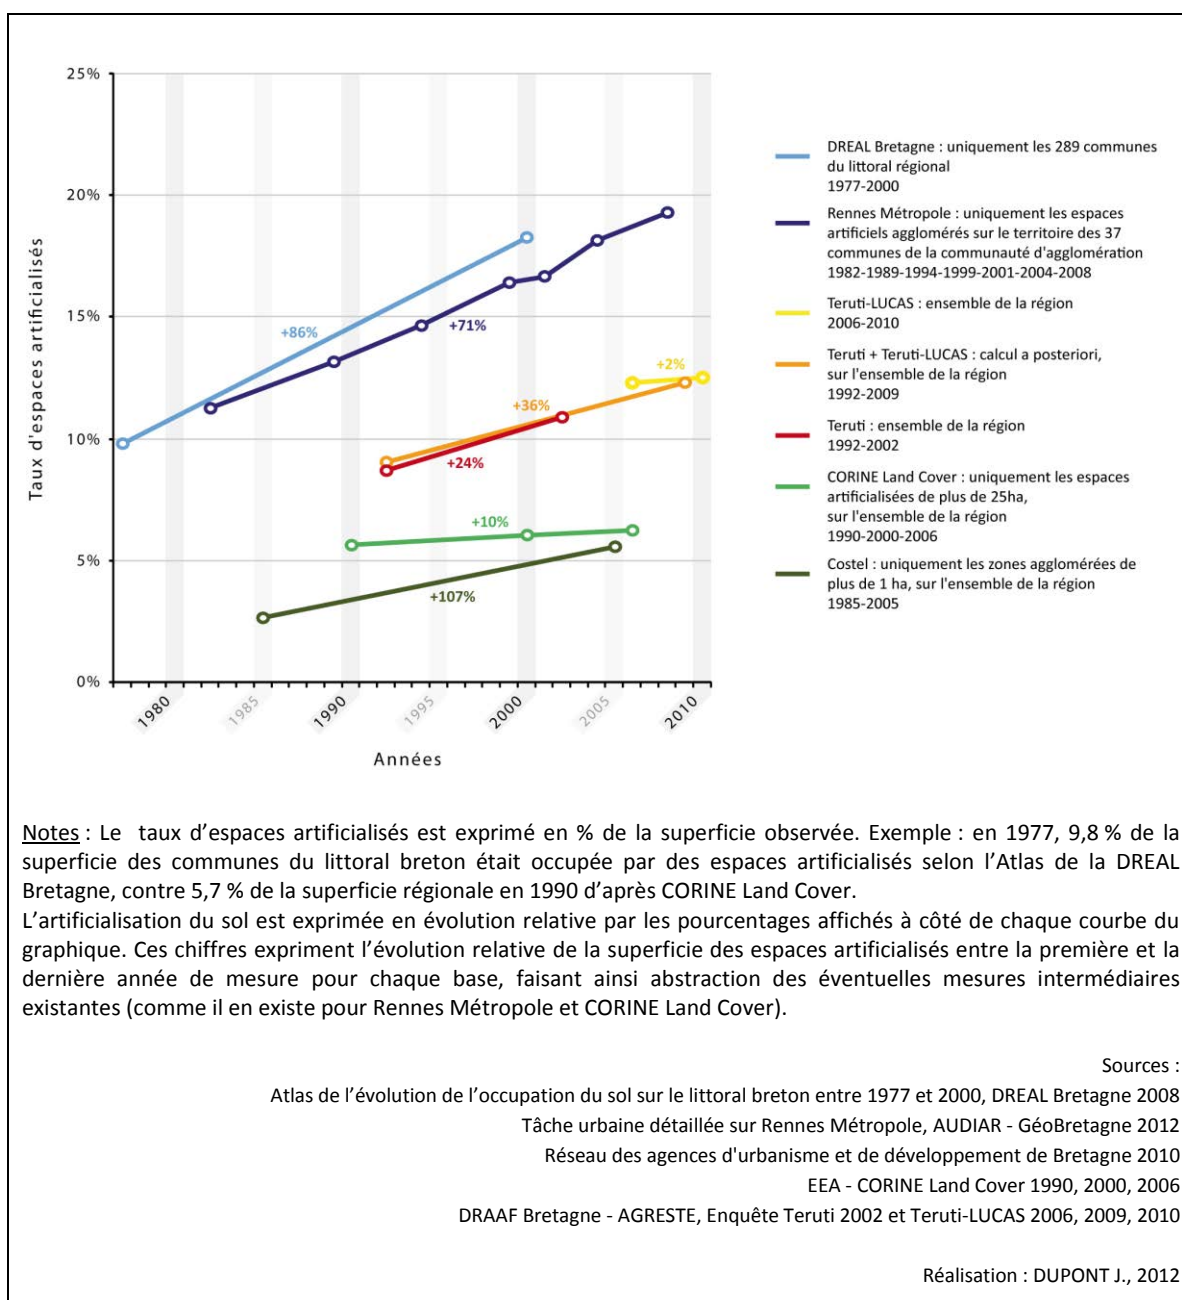 25%
20%
15%
10%
5%
0%
Taux d'espaces artificialisés
+86%
+71%
+2%
+36%
+24%
+10%
+107%
1980
1985
1990
1995
2000
2005
2010
Années
DREAL Bretagne : uniquement les 289 communes
du littoral régional
1977-2000
Rennes Métropole : uniquement les espaces
artificiels agglomérés sur le territoire des 37
communes de la communauté d'agglomération
1982-1989-1994-1999-2001-2004-2008
Teruti-LUCAS : ensemble de la région
2006-2010
Teruti + Teruti-LUCAS : calcul a posteriori,
sur l'ensemble de la région
1992-2009
Teruti : ensemble de la région
1992-2002
CORINE Land Cover : uniquement les espaces
artificialisées de plus de 25ha,
sur l'ensemble de la région
1990-2000-2006
Costel : uniquement les zones agglomérées de
plus de 1 ha, sur l'ensemble de la région
1985-2005
Notes : Le taux d’espaces artificialisés est exprimé en % de la superficie observée. Exemple : en 1977, 9,8 % de la
superficie des communes du littoral breton était occupée par des espaces artificialisés selon l’Atlas de la DREAL
Bretagne, contre 5,7 % de la superficie régionale en 1990 d’après CORINE Land Cover.
L’artificialisation du sol est exprimée en évolution relative par les pourcentages affichés à côté de chaque courbe du
graphique. Ces chiffres expriment l’évolution relative de la superficie des espaces artificialisés entre la première et la
dernière année de mesure pour chaque base, faisant ainsi abstraction des éventuelles mesures intermédiaires
existantes (comme il en existe pour Rennes Métropole et CORINE Land Cover).
Sources :
Atlas de l’évolution de l’occupation du sol sur le littoral breton entre 1977 et 2000, DREAL Bretagne 2008
Tâche urbaine détaillée sur Rennes Métropole, AUDIAR - GéoBretagne 2012
Réseau des agences d'urbanisme et de développement de Bretagne 2010
EEA - CORINE Land Cover 1990, 2000, 2006
DRAAF Bretagne - AGRESTE, Enquête Teruti 2002 et Teruti-LUCAS 2006, 2009, 2010
Réalisation : DUPONT J., 2012